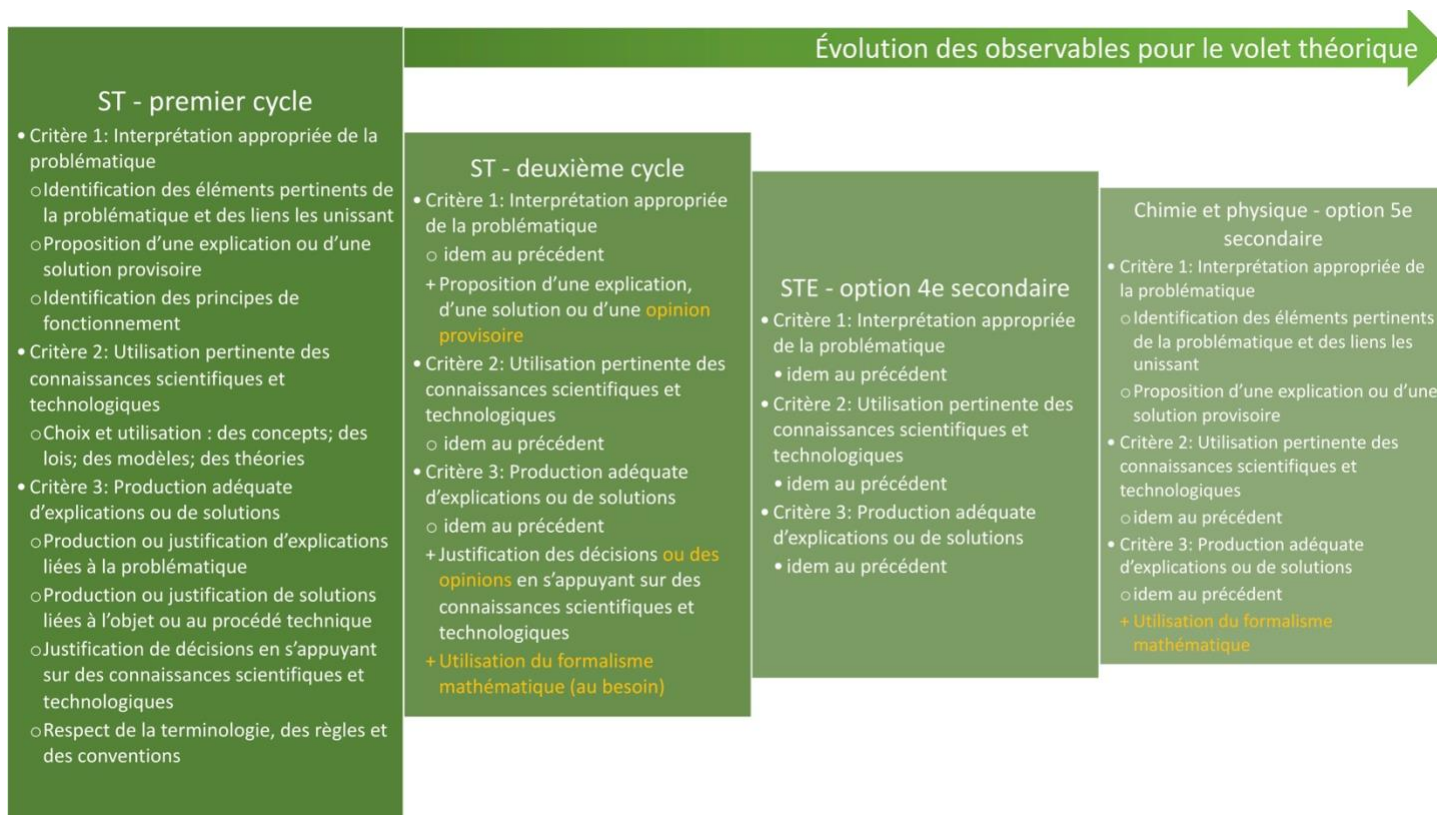 Évolution des observables pour le volet théorique
ST - premier cycle
• Critère 1: Interprétation appropriée de la
problématique
o Identification des éléments pertinents de
la problématique et des liens les unissant
o Proposition d’une explication ou d’une
solution provisoire
o Identification des principes de
fonctionnement
• Critère 2: Utilisation pertinente des
connaissances scientifiques et
technologiques
o Choix et utilisation : des concepts; des
lois; des modèles; des théories
• Critère 3: Production adéquate
d’explications ou de solutions
o Production ou justification d’explications
liées à la problématique
o Production ou justification de solutions
liées à l’objet ou au procédé technique
o Justification de décisions en s’appuyant
sur des connaissances scientifiques et
technologiques
o Respect de la terminologie, des règles et
des conventions
ST - deuxième cycle
• Critère 1: Interprétation appropriée
de la problématique
o idem au précédent
+ Proposition d’une explication,
d’une solution ou d’une opinion
provisoire
• Critère 2: Utilisation pertinente des
connaissances scientifiques et
technologiques
o idem au précédent
• Critère 3: Production adéquate
d’explications ou de solutions
o idem au précédent
+ Justification des décisions ou des
opinions en s’appuyant sur des
connaissances scientifiques et
technologiques
+ Utilisation du formalisme
mathématique (au besoin)
STE - option 4e secondaire
• Critère 1: Interprétation appropriée
de la problématique
• idem au précédent
• Critère 2: Utilisation pertinente des
connaissances scientifiques et
technologiques
• idem au précédent
• Critère 3: Production adéquate
d’explications ou de solutions
• idem au précédent
Chimie et physique - option 5e
secondaire
• Critère 1: Interprétation appropriée de
la problématique
o Identification des éléments pertinents
de la problématique et des liens les
unissant
o Proposition d’une explication ou d’une
solution provisoire
• Critère 2: Utilisation pertinente des
connaissances scientifiques et
technologiques
o idem au précédent
• Critère 3: Production adéquate
d’explications ou de solutions
o idem au précédent
+ Utilisation du formalisme
mathématique